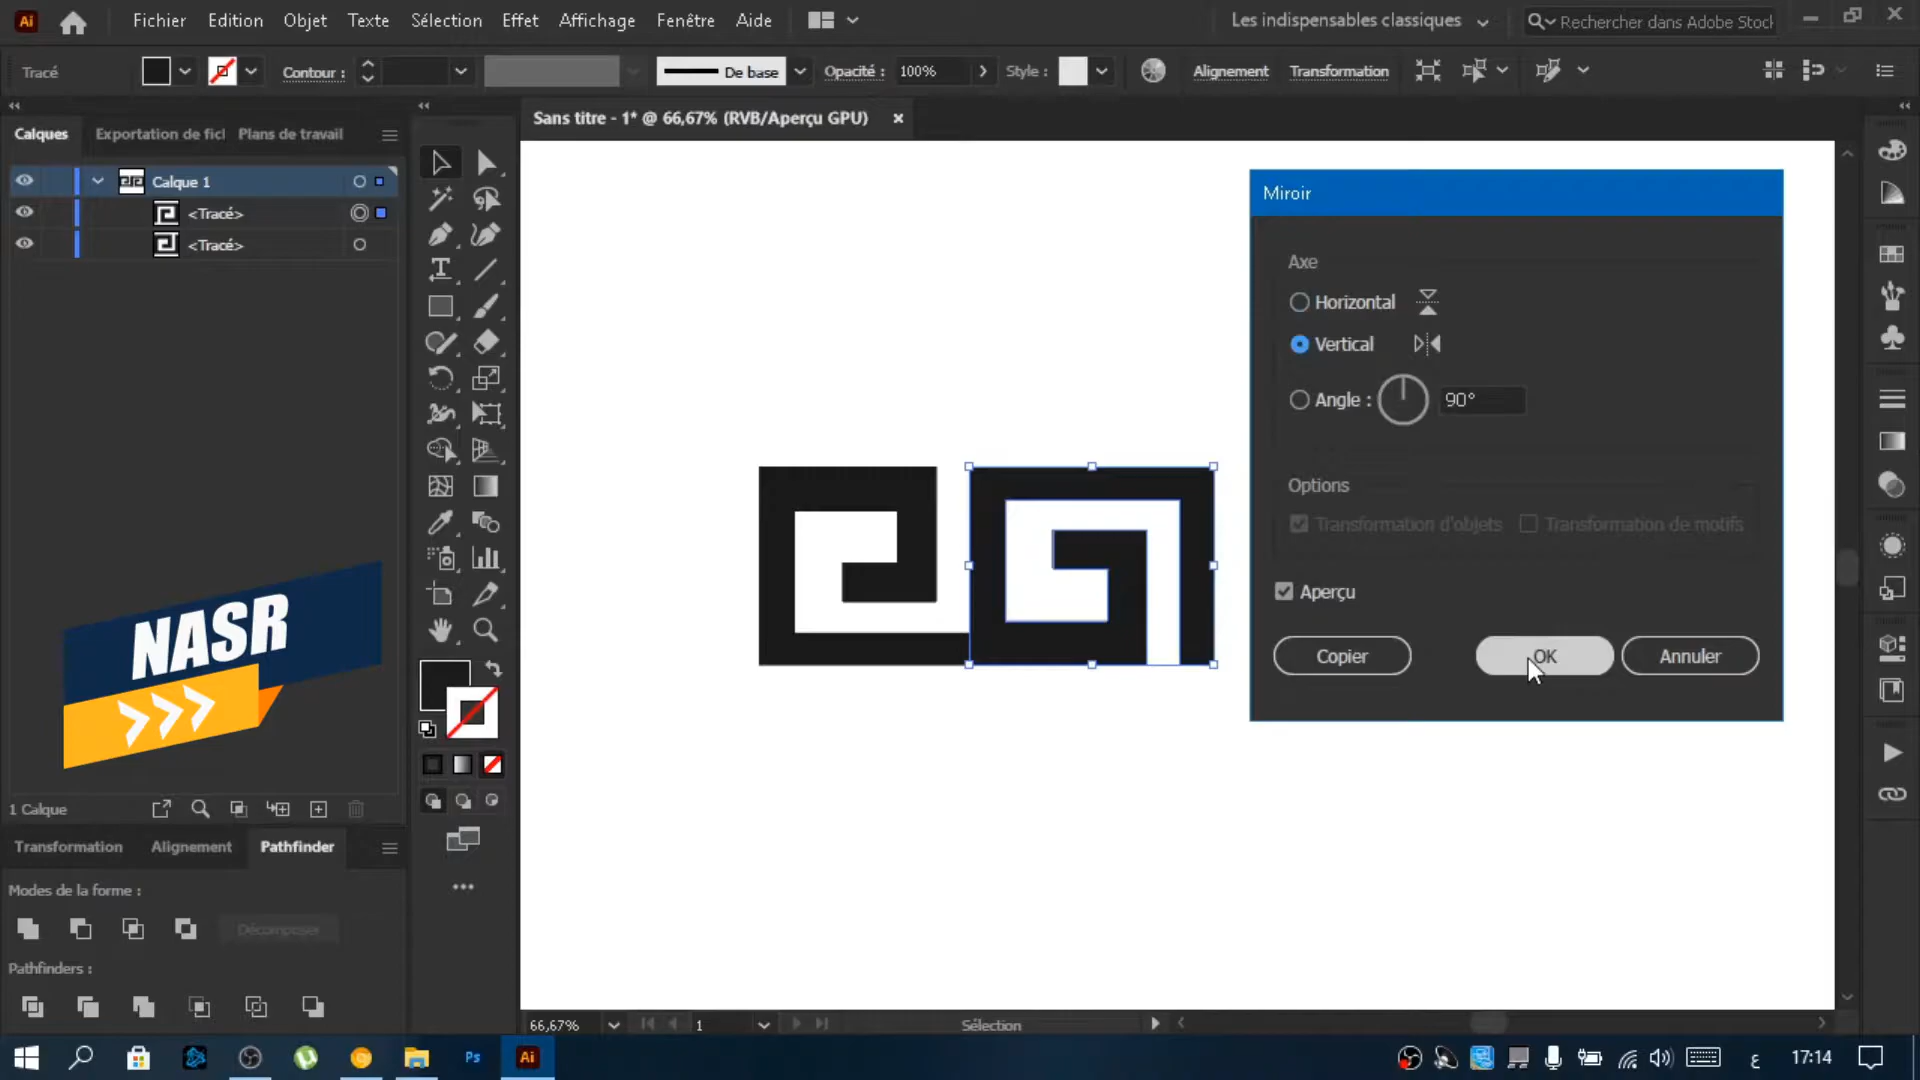 Ai Fichier Edition Objet Texte Sélection Effet Affichage Fenêtre Aide Les indispensables classiques Rechercher dans Adobe Stock
Tracé Contour : De base Opacité : 100% Style : Alignement Transformation
Calques Exportation de ficl Plans de travail
Sans titre - 1* @ 66,67% (RVB/Aperçu GPU)
Calque 1
<Tracé>
<Tracé>
Miroir
Axe
Horizontal
Vertical
Angle : 90°
Options
Transformation d'objets Transformation de motifs
Aperçu
Copier OK Annuler
NASR
1 Calque
Transformation Alignement Pathfinder
Modes de la forme :
Décomposer
Pathfinders :
66,67% 1 Sélection
Ps Ai ع 17:14